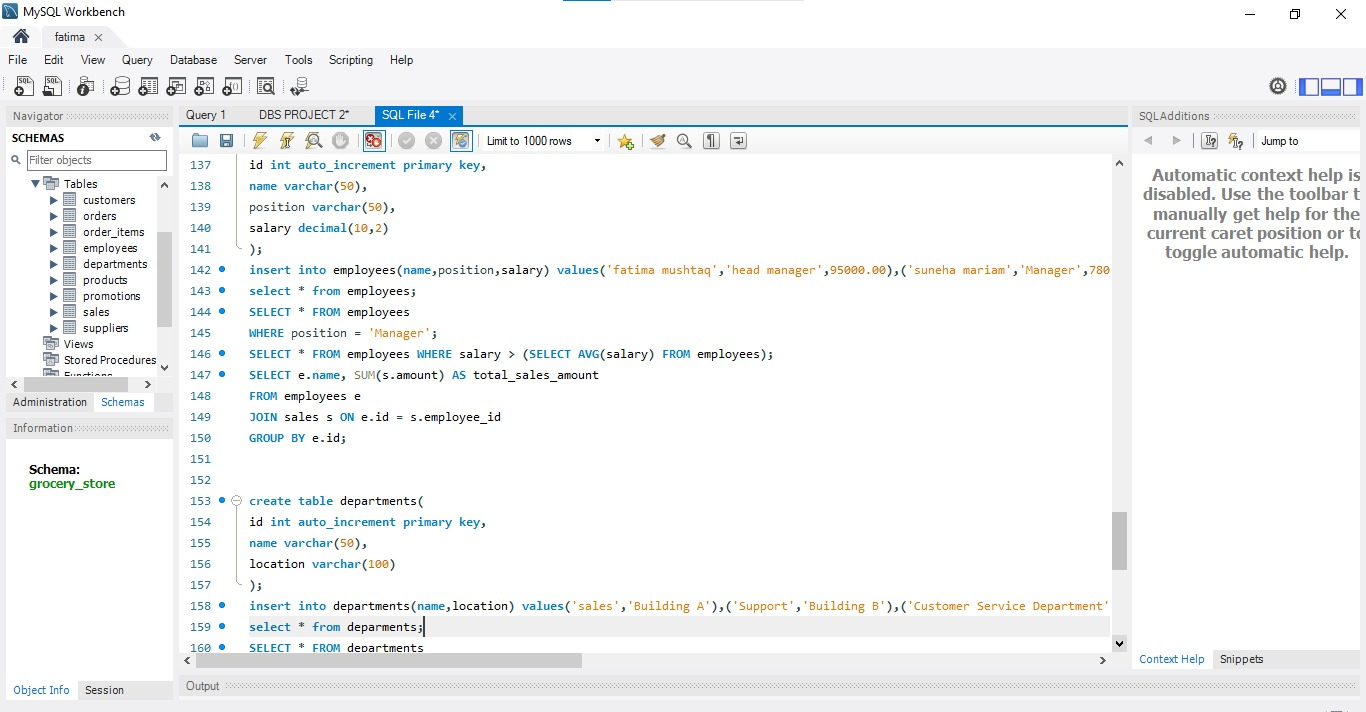 MySQL Workbench
fatima
File Edit View Query Database Server Tools Scripting Help
Navigator
SCHEMAS
Filter objects
Tables
customers
orders
order_items
employees
departments
products
promotions
sales
suppliers
Views
Stored Procedures
Functions
Administration Schemas
Information
Schema:
grocery_store
Object Info Session
Query 1 DBS PROJECT 2* SQL File 4*
Limit to 1000 rows
137 id int auto_increment primary key,
138 name varchar(50),
139 position varchar(50),
140 salary decimal(10,2)
141 );
142 insert into employees(name,position,salary) values('fatima mushtaq','head manager',95000.00),('suneha mariam','Manager',780
143 select * from employees;
144 SELECT * FROM employees
145 WHERE position = 'Manager';
146 SELECT * FROM employees WHERE salary > (SELECT AVG(salary) FROM employees);
147 SELECT e.name, SUM(s.amount) AS total_sales_amount
148 FROM employees e
149 JOIN sales s ON e.id = s.employee_id
150 GROUP BY e.id;
151
152
153 create table departments(
154 id int auto_increment primary key,
155 name varchar(50),
156 location varchar(100)
157 );
158 insert into departments(name,location) values('sales','Building A'),('Support','Building B'),('Customer Service Department'
159 select * from deparments;
160 SELECT * FROM departments
Output
SQLAdditions
Jump to
Automatic context help is
disabled. Use the toolbar t
manually get help for the
current caret position or to
toggle automatic help.
Context Help Snippets